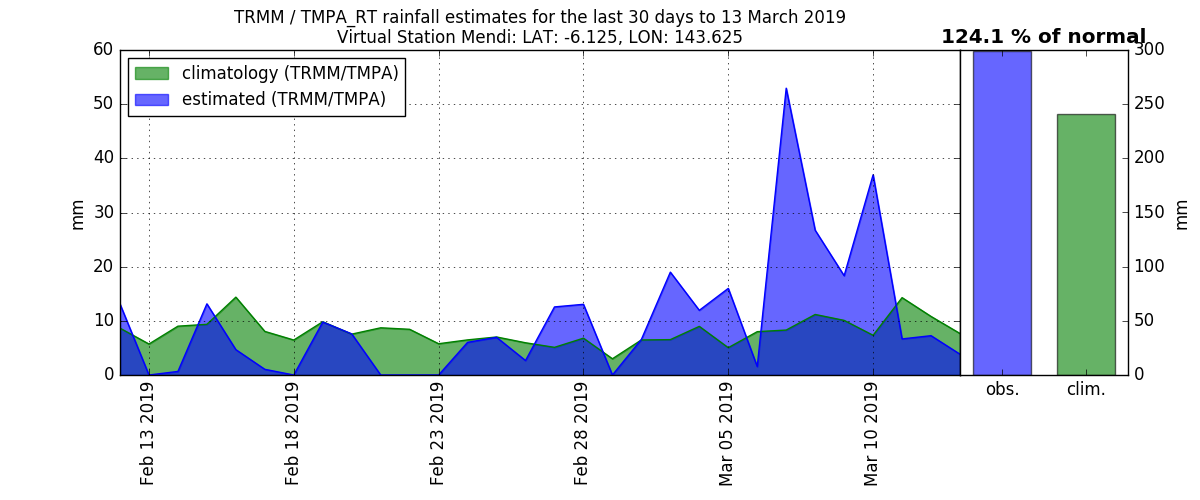 TRMM / TMPA_RT rainfall estimates for the last 30 days to 13 March 2019
Virtual Station Mendi: LAT: -6.125, LON: 143.625
124.1 % of normal
climatology (TRMM/TMPA)
estimated (TRMM/TMPA)
60
50
40
30
20
10
0
mm
300
250
200
150
100
50
0
mm
obs.
clim.
Feb 13 2019
Feb 18 2019
Feb 23 2019
Feb 28 2019
Mar 05 2019
Mar 10 2019